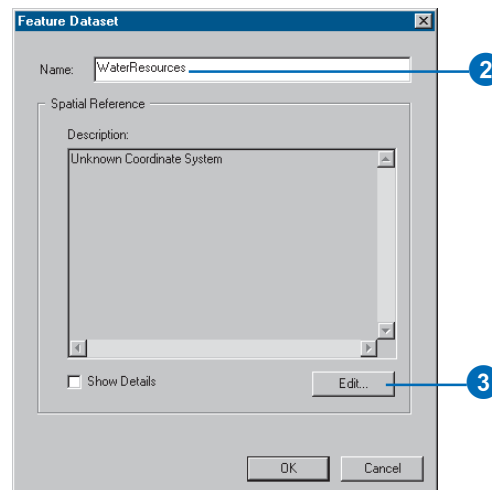 Feature Dataset
Name: WaterResources
2
Spatial Reference
Description:
Unknown Coordinate System
Show Details
Edit...
3
OK Cancel